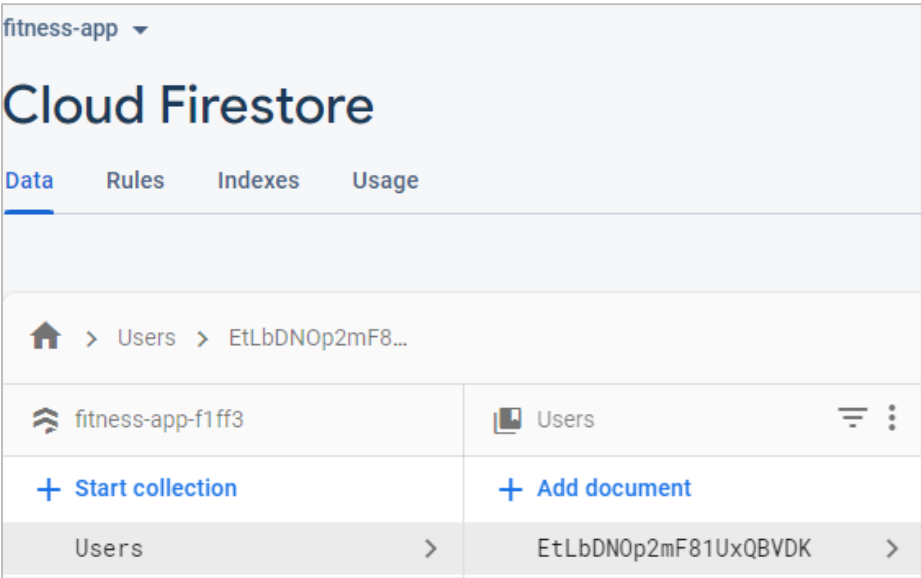 fitness-app
Cloud Firestore
Data Rules Indexes Usage
Users EtLbDNOp2mF8…
fitness-app-f1ff3 Users
Start collection Add document
Users EtLbDNOp2mF81UxQBVDK